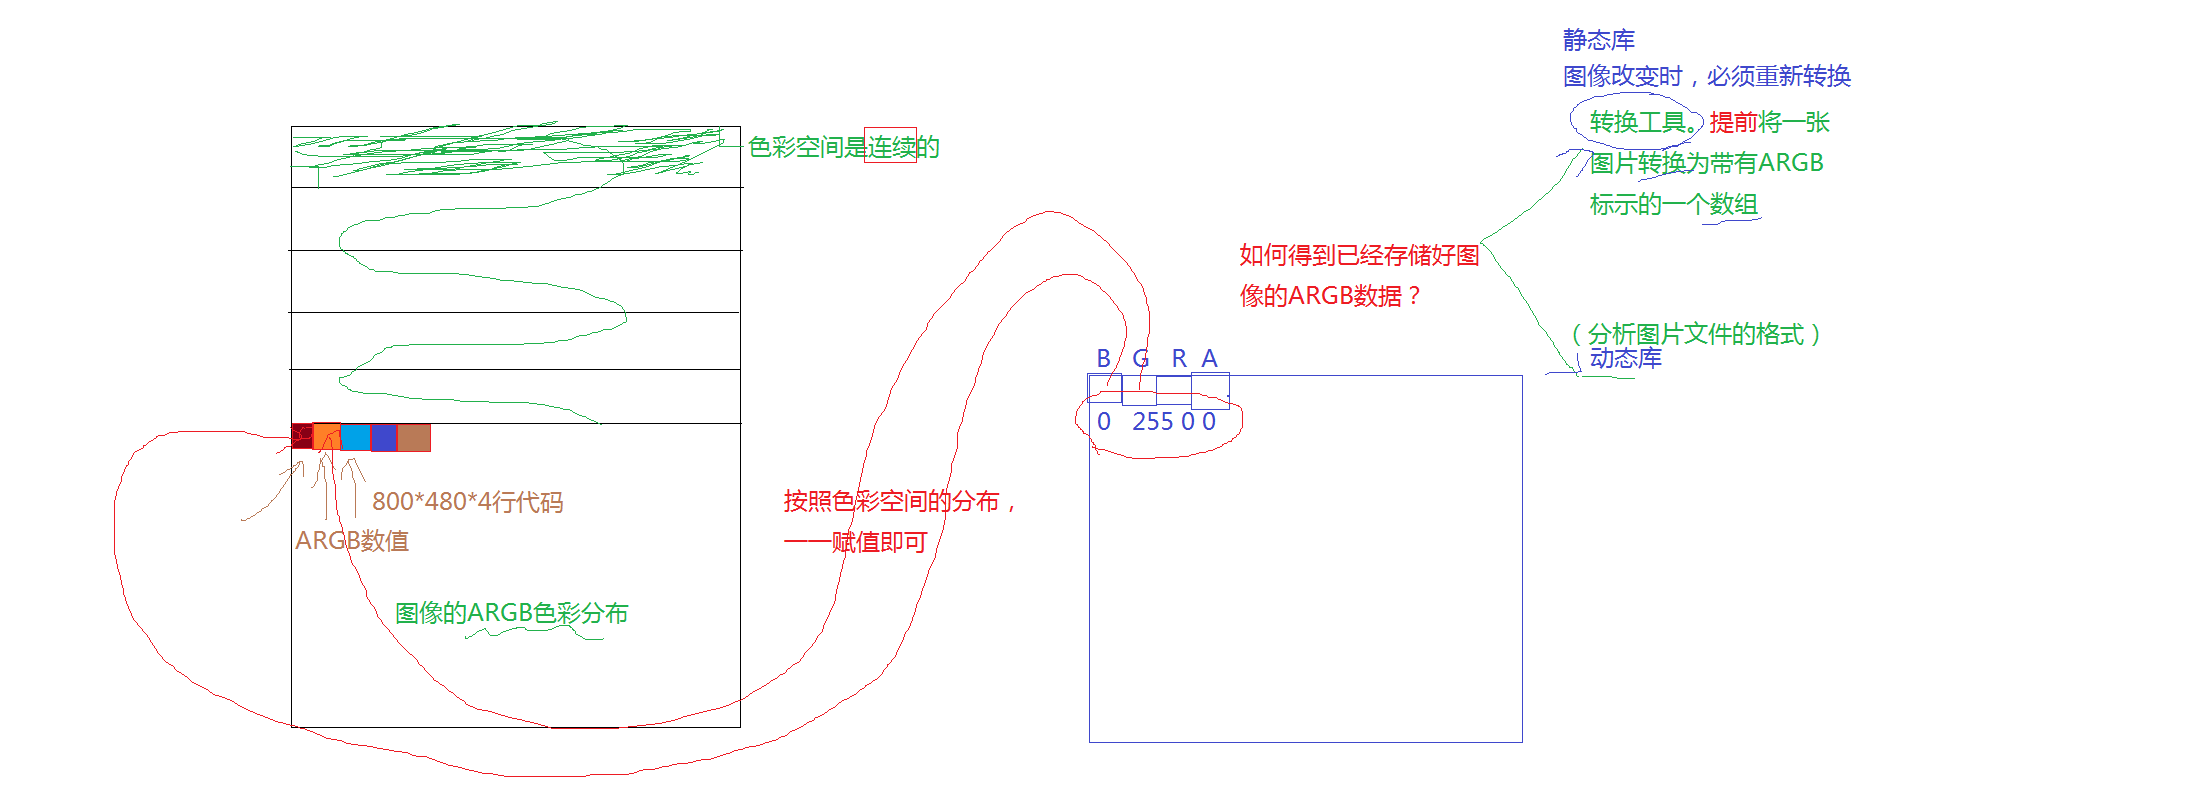 静态库
图像改变时，必须重新转换
转换工具。提前将一张
图片转换为带有ARGB
标示的一个数组
色彩空间是连续的
如何得到已经存储好图
像的ARGB数据？
（分析图片文件的格式）
动态库
B G R A
0 255 0 0
800*480*4行代码
ARGB数值
按照色彩空间的分布，
一一赋值即可
图像的ARGB色彩分布